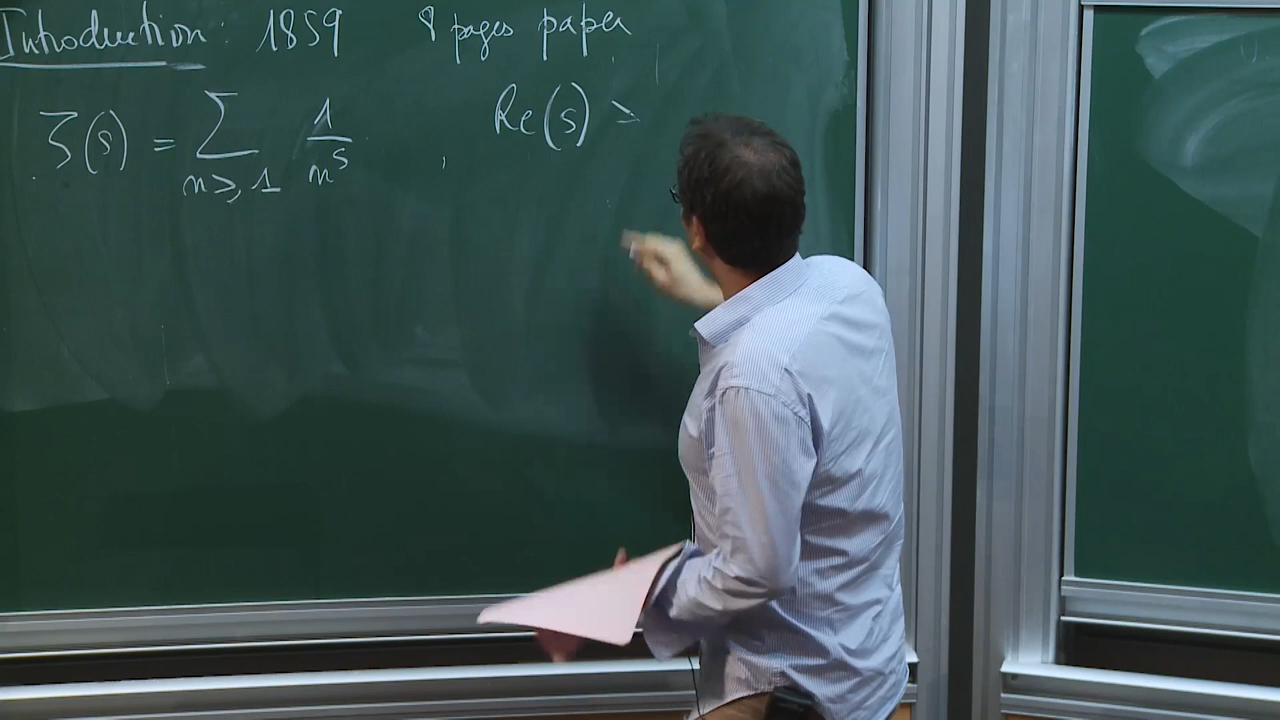 Introduction: 1859 8 pages paper
ζ(s) = ∑_{n≥1} 1/n^s , Re(s) >